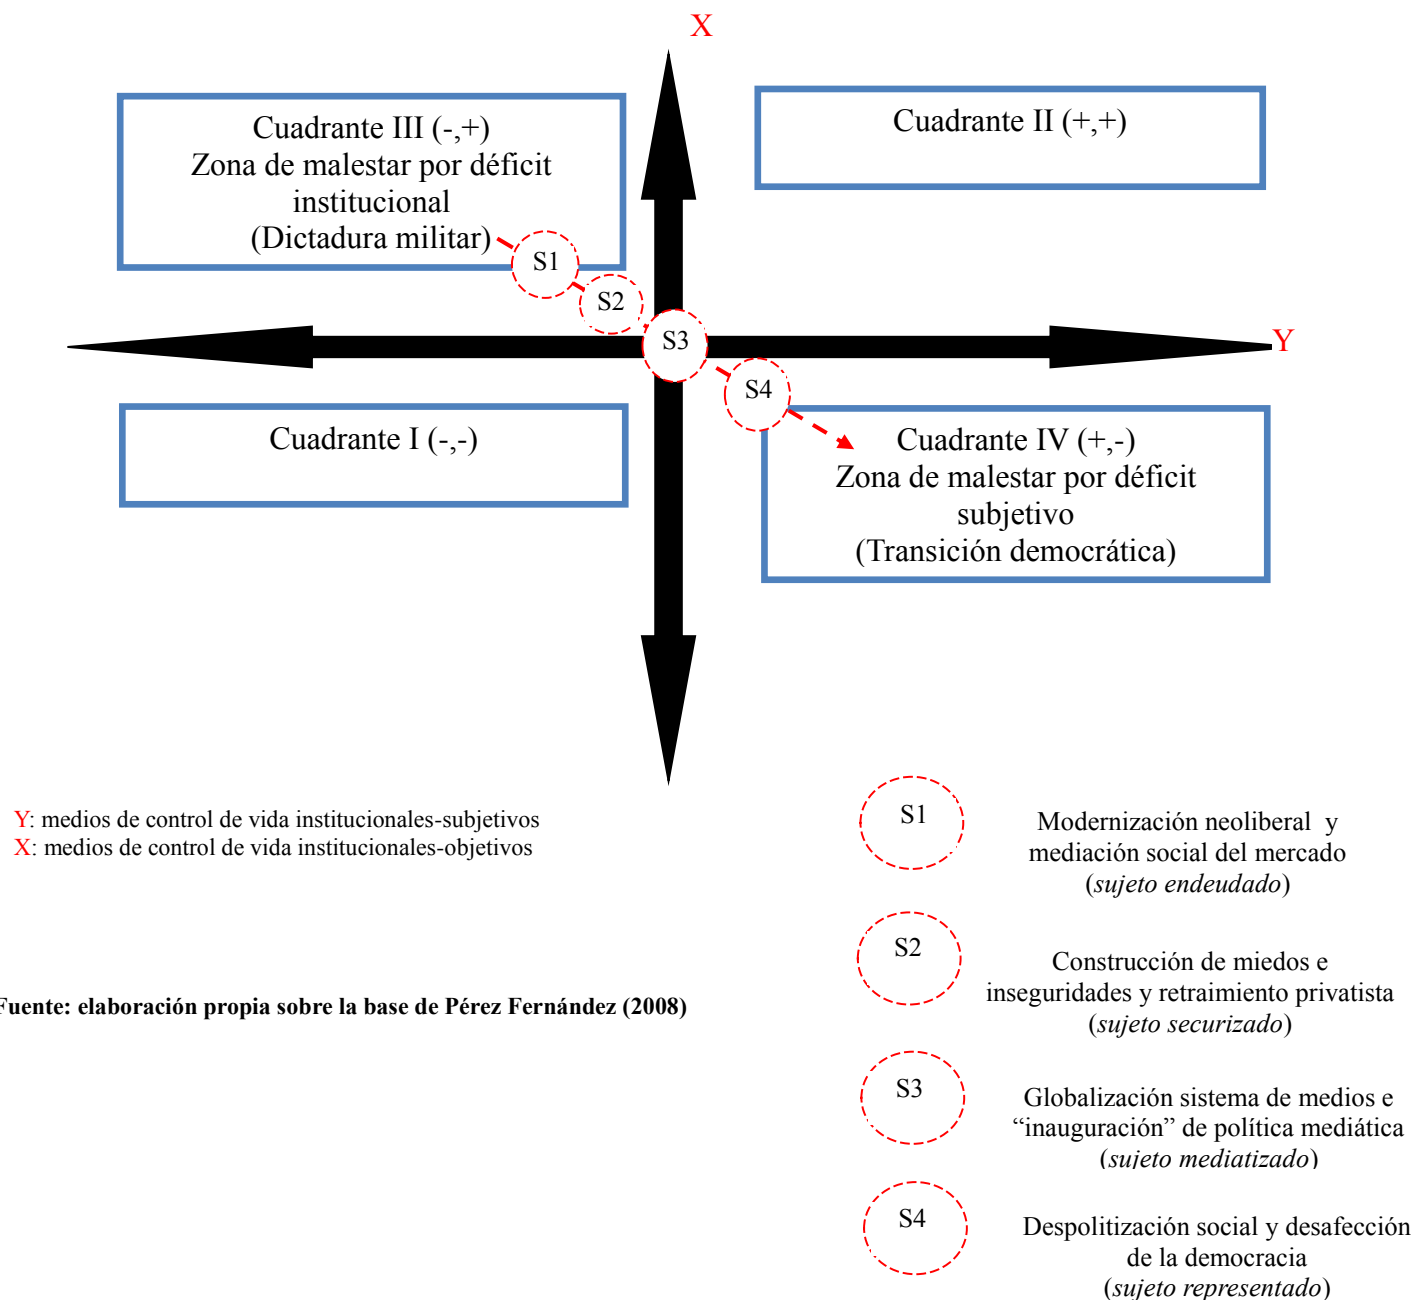 X
Cuadrante III (-,+)
Zona de malestar por déficit
institucional
(Dictadura militar)
Cuadrante II (+,+)
S1
S2
S3
S4
Y
Cuadrante I (-,-)
Cuadrante IV (+,-)
Zona de malestar por déficit
subjetivo
(Transición democrática)
Y: medios de control de vida institucionales-subjetivos
X: medios de control de vida institucionales-objetivos
Fuente: elaboración propia sobre la base de Pérez Fernández (2008)
S1
Modernización neoliberal y
mediación social del mercado
(sujeto endeudado)
S2
Construcción de miedos e
inseguridades y retraimiento privatista
(sujeto securizado)
S3
Globalización sistema de medios e
“inauguración” de política mediática
(sujeto mediatizado)
S4
Despolitización social y desafección
de la democracia
(sujeto representado)